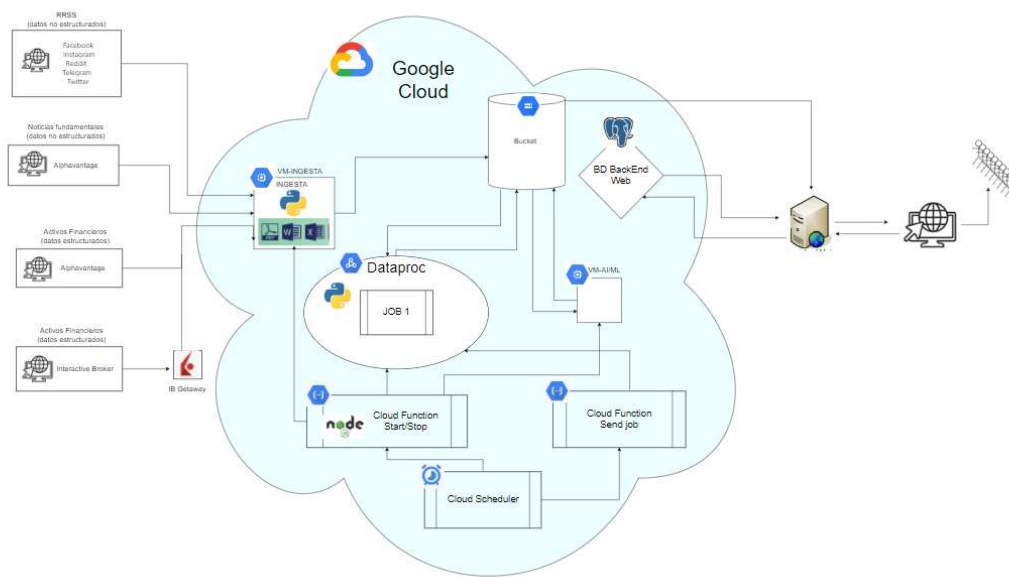 RRSS
(datos no estructurados)
Facebook
Instagram
Reddit
Telegram
Twitter
Noticias fundamentales
(datos no estructurados)
Alphavantage
Activos Financieros
(datos estructurados)
Alphavantage
Activos Financieros
(datos estructurados)
Interactive Broker
IB Getaway
Google
Cloud
VM-INGESTA
INGESTA
W
X
Bucket
BD BackEnd
Web
Dataproc
JOB 1
VM-AI/ML
node
Cloud Function
Start/Stop
Cloud Function
Send job
Cloud Scheduler